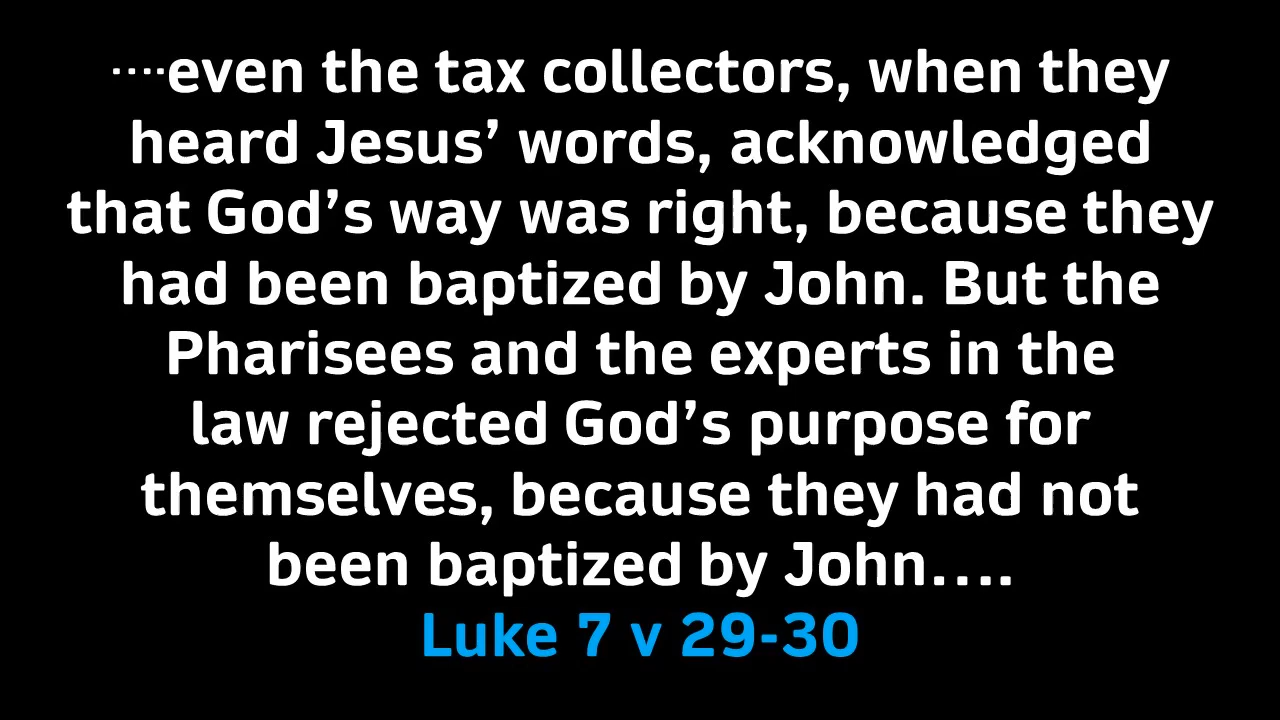 ....even the tax collectors, when they
heard Jesus’ words, acknowledged
that God’s way was right, because they
had been baptized by John. But the
Pharisees and the experts in the
law rejected God’s purpose for
themselves, because they had not
been baptized by John....
Luke 7 v 29-30